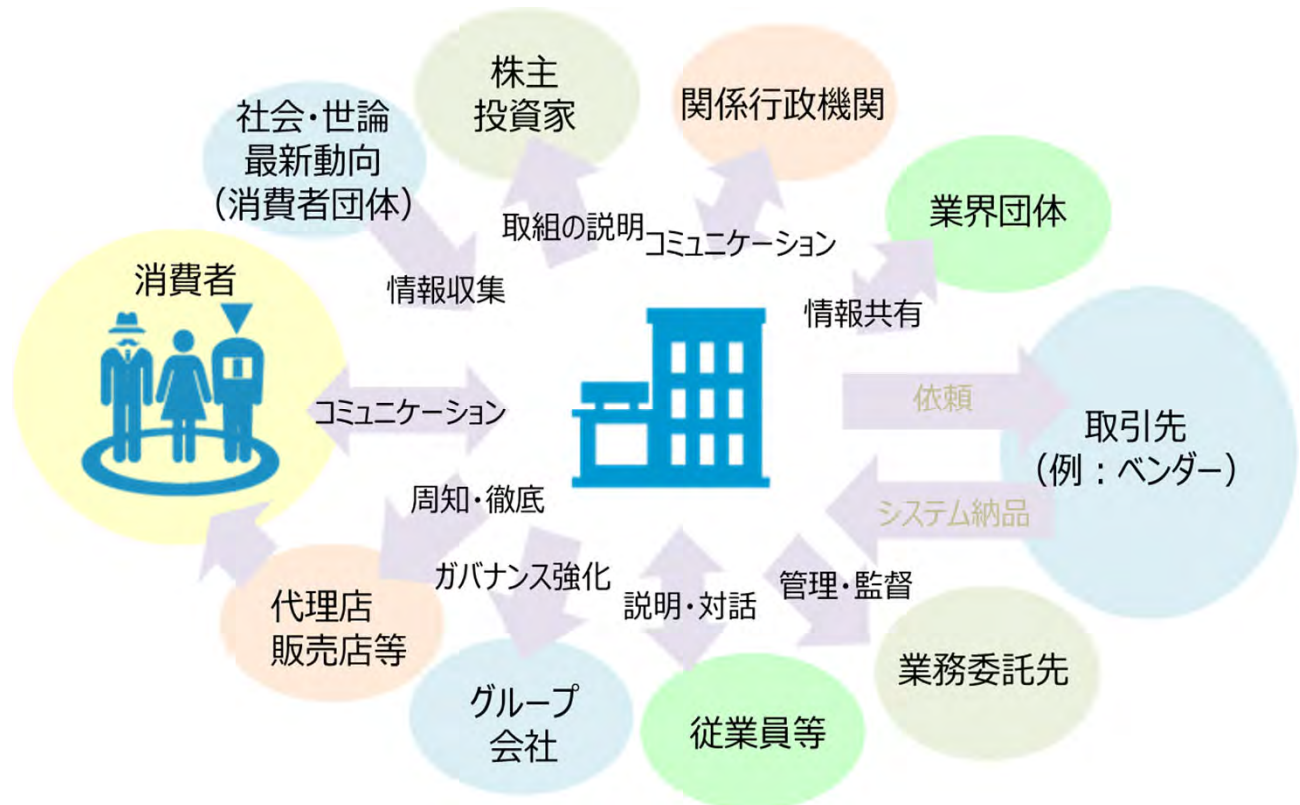 株主
投資家
関係行政機関
社会・世論
最新動向
（消費者団体）
業界団体
取組の説明
コミュニケーション
消費者
情報収集
情報共有
コミュニケーション
依頼
取引先
（例：ベンダー）
周知・徹底
システム納品
ガバナンス強化
説明・対話
管理・監督
代理店
販売店等
業務委託先
グループ
会社
従業員等